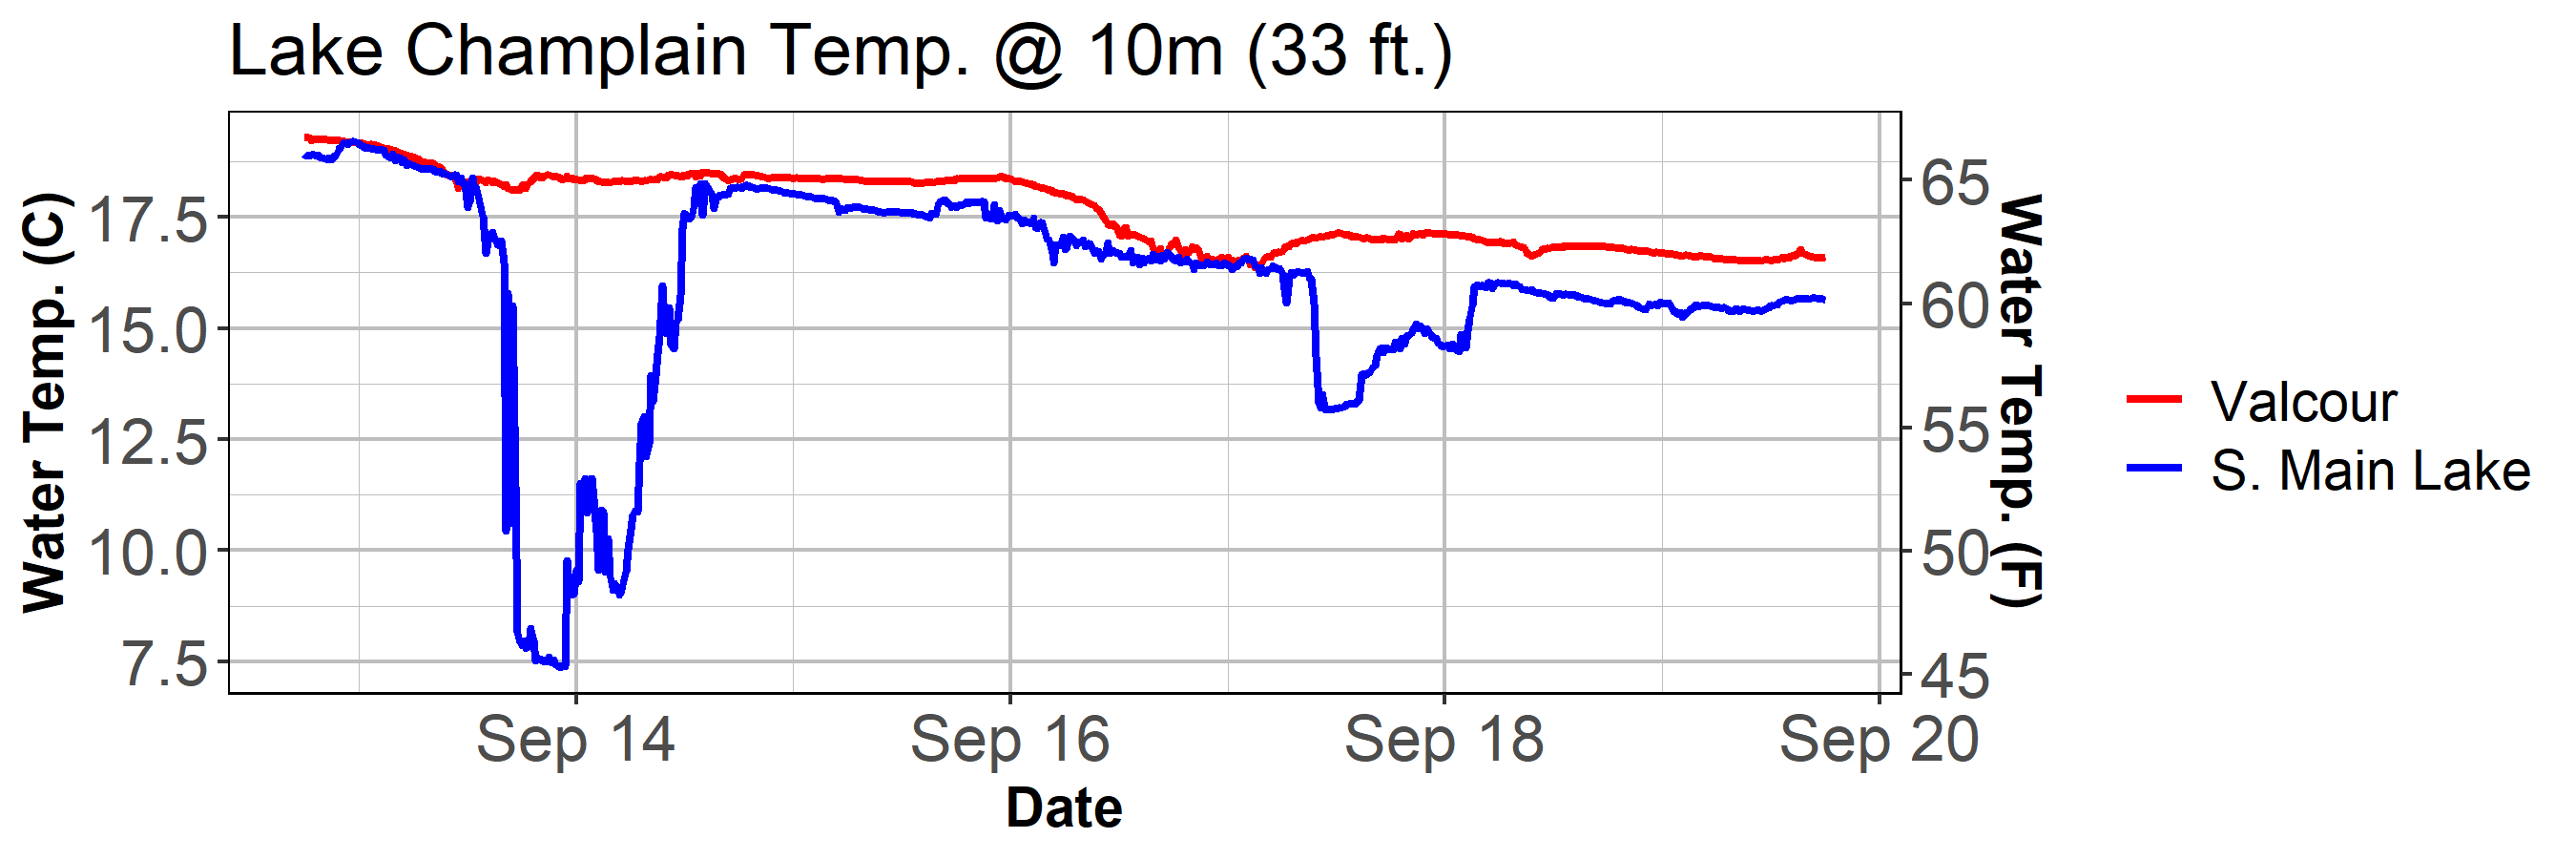 Lake Champlain Temp. @ 10m (33 ft.)
Water Temp. (C)
17.5
15.0
12.5
10.0
7.5
65
60
55
50
45
Water Temp. (F)
Sep 14
Sep 16
Sep 18
Sep 20
Date
Valcour
S. Main Lake